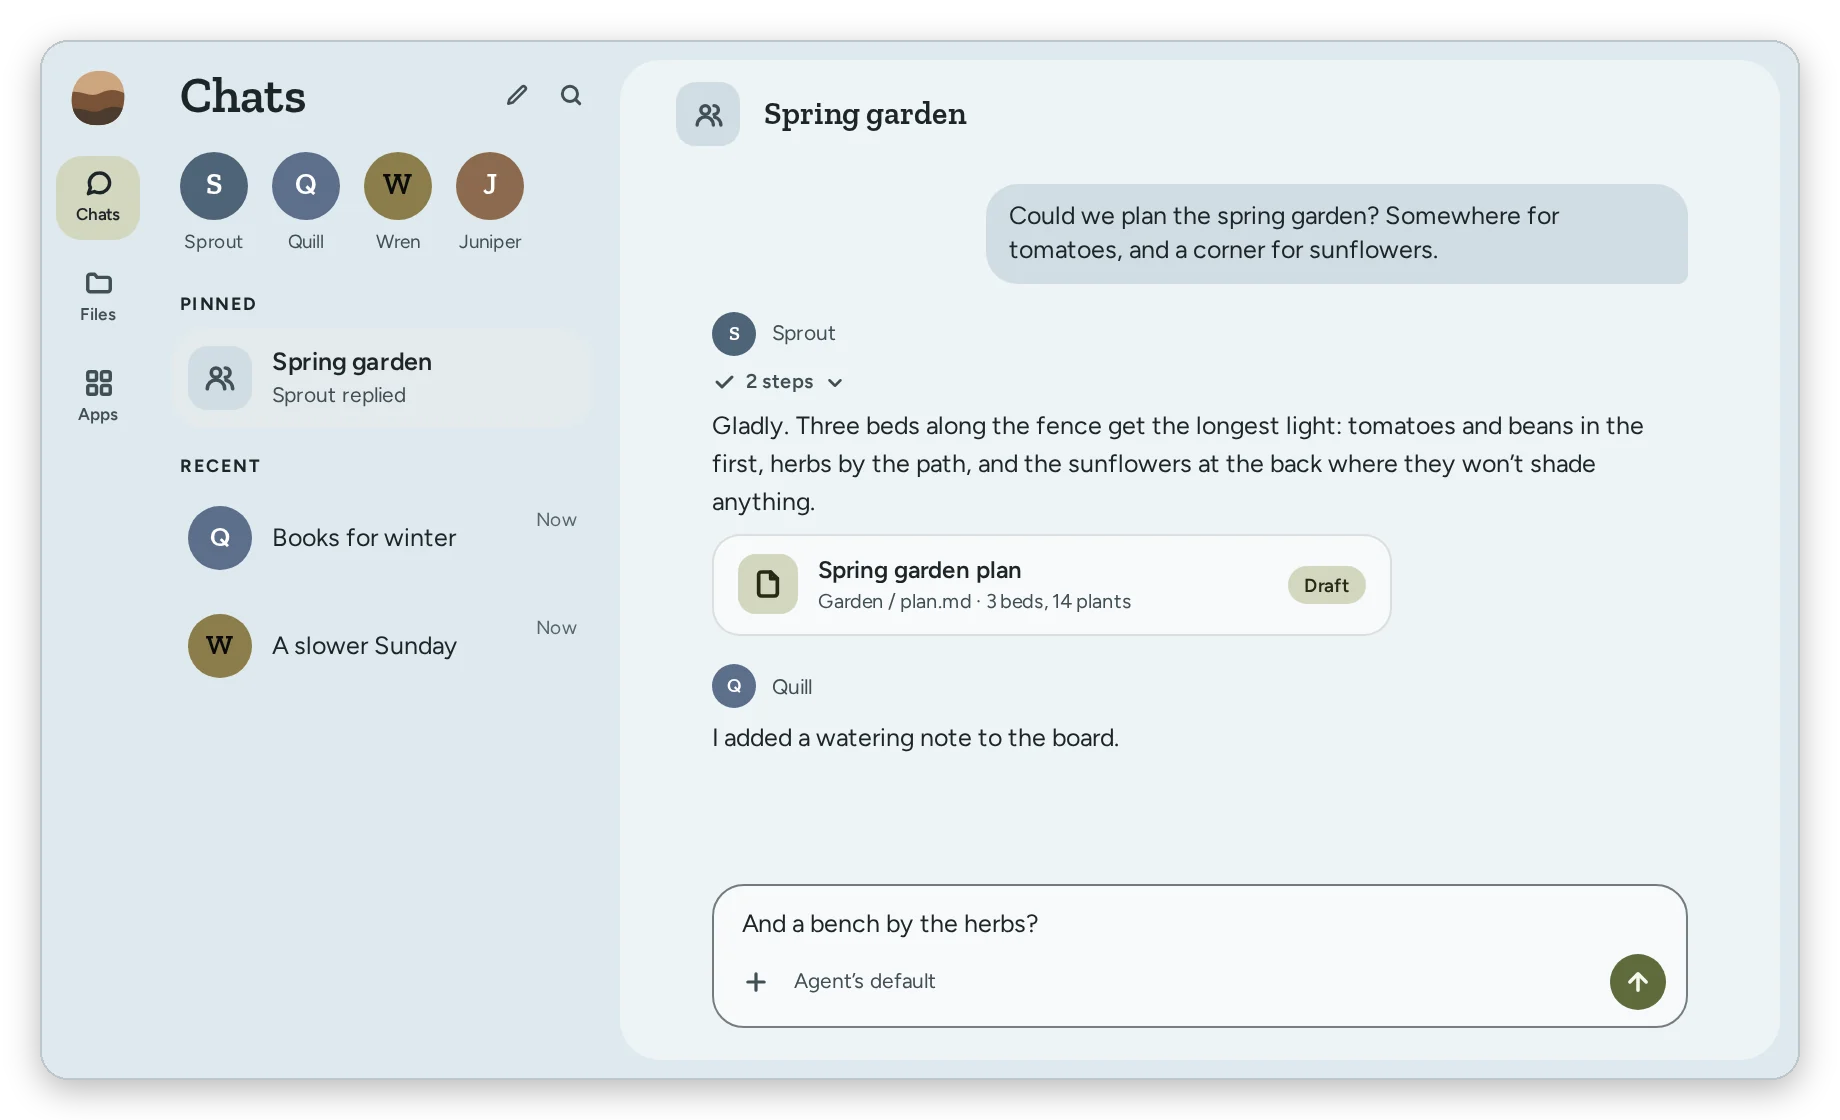 Chats
Chats
Files
Apps
S
Q
W
J
Sprout
Quill
Wren
Juniper
PINNED
Spring garden
Sprout replied
RECENT
Q
Books for winter
Now
W
A slower Sunday
Now
Spring garden
Could we plan the spring garden? Somewhere for
tomatoes, and a corner for sunflowers.
S
Sprout
2 steps
Gladly. Three beds along the fence get the longest light: tomatoes and beans in the
first, herbs by the path, and the sunflowers at the back where they won’t shade
anything.
Spring garden plan
Garden / plan.md · 3 beds, 14 plants
Draft
Q
Quill
I added a watering note to the board.
And a bench by the herbs?
Agent’s default